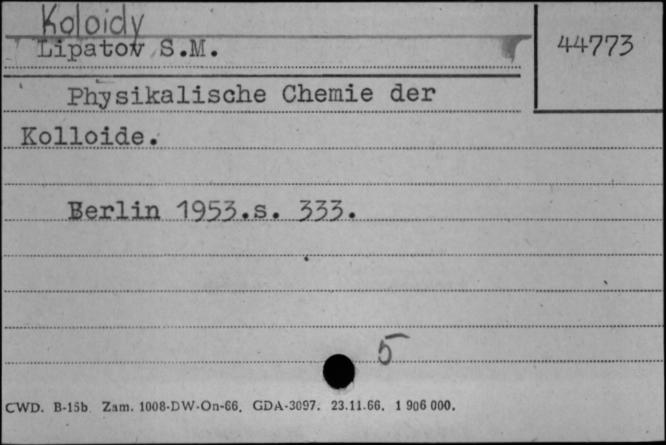 Koloidy
Lipatov S.M.
44773
Physikalische Chemie der
Kolloide.
Berlin 1953.s. 333.
5
CWD. B-15b Zam. 1008-DW-On-66. GDA-3097. 23.11.66. 1 906 000.